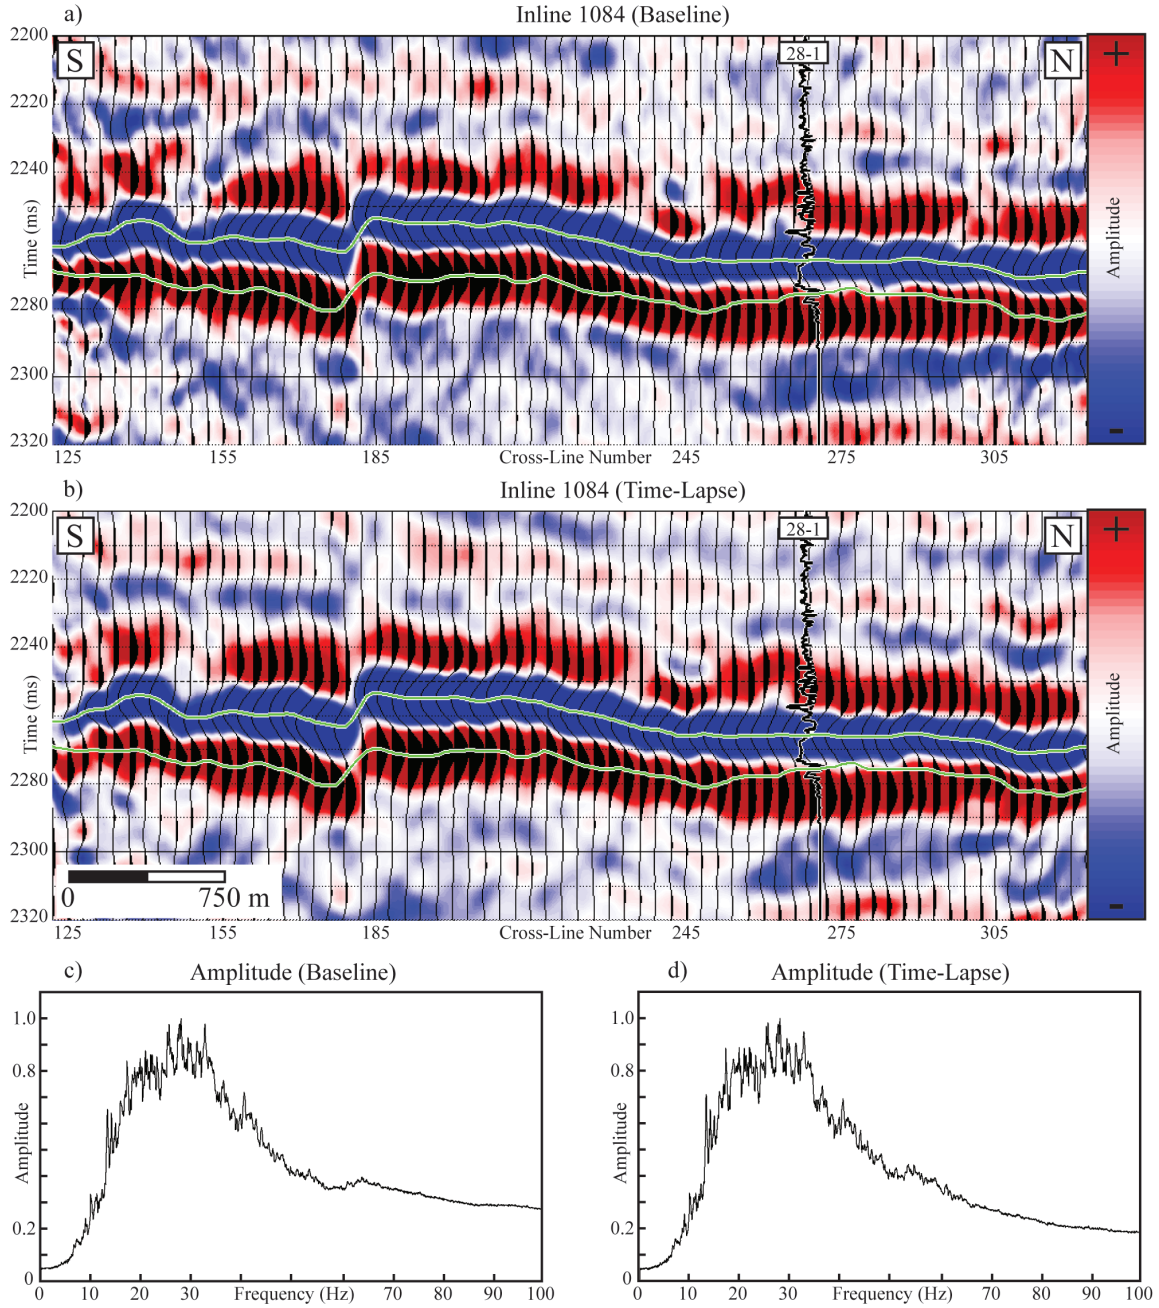 a)
Inline 1084 (Baseline)
2200
2220
2240
2260
2280
2300
2320
Time (ms)
S
28-1
N
+
Amplitude
-
125
155
185
Cross-Line Number
245
275
305
b)
Inline 1084 (Time-Lapse)
2200
2220
2240
2260
2280
2300
2320
Time (ms)
S
28-1
N
+
Amplitude
-
0
750 m
125
155
185
Cross-Line Number
245
275
305
c)
Amplitude (Baseline)
1.0
0.8
Amplitude
0.2
0
0
10
20
30
Frequency (Hz)
70
80
90
100
d)
Amplitude (Time-Lapse)
1.0
0.8
Amplitude
0.2
0
0
10
20
30
Frequency (Hz)
70
80
90
100